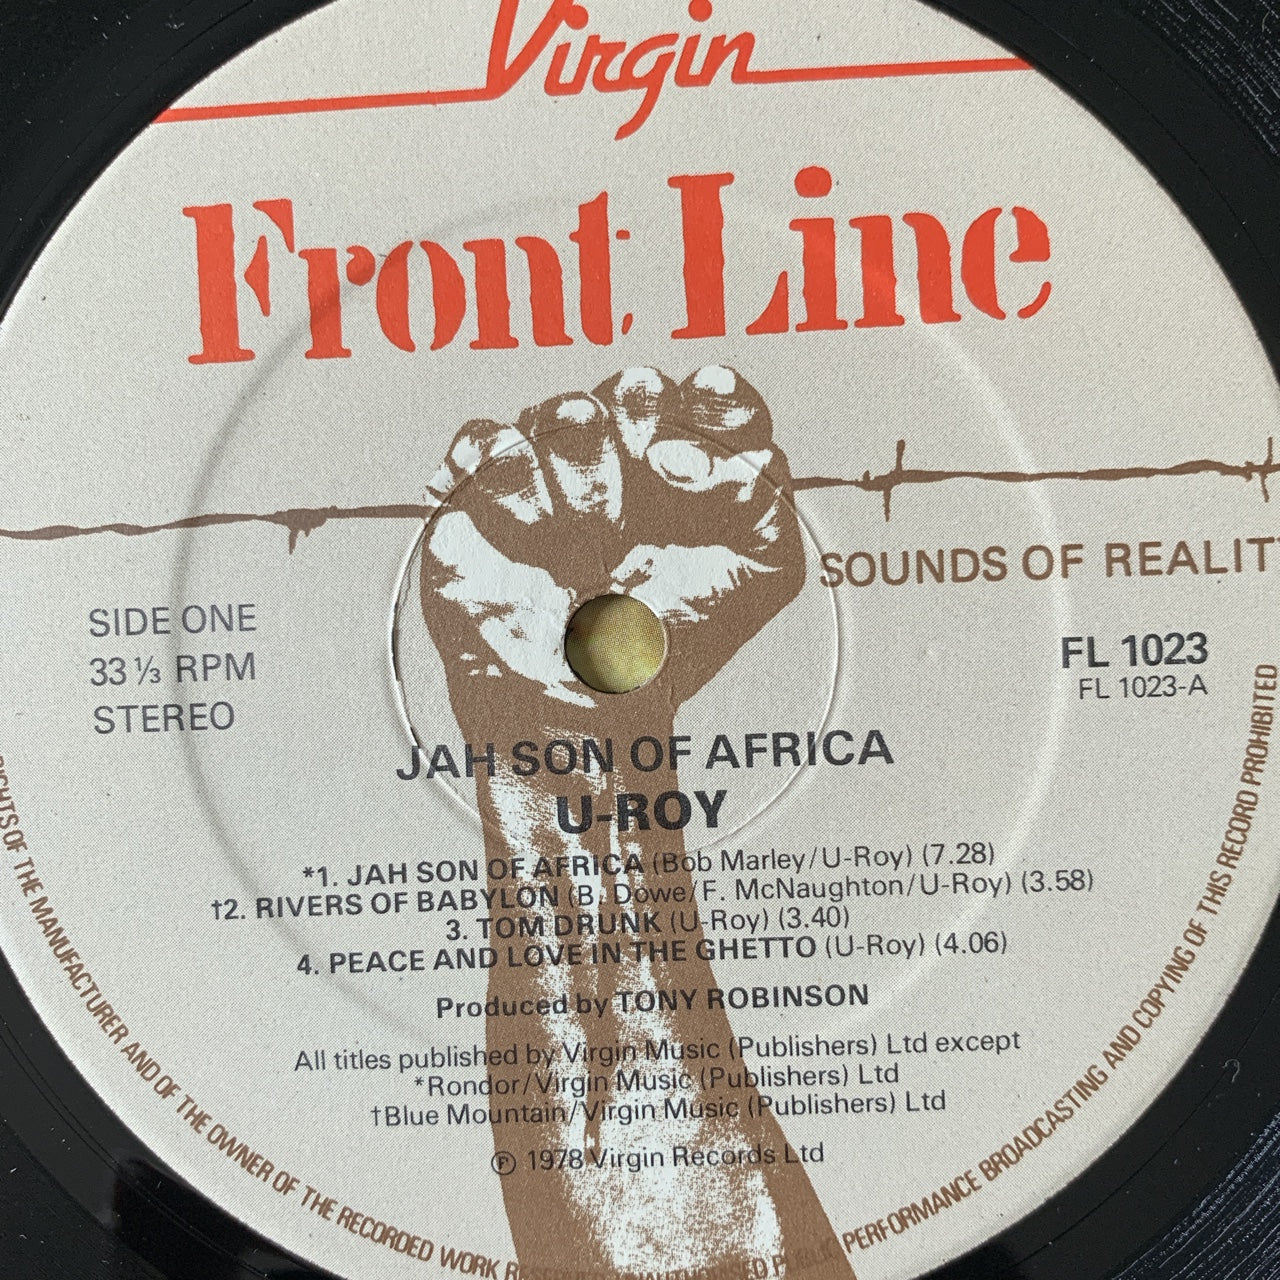 Virgin
Front Line
SOUNDS OF REALIT
SIDE ONE
33 ⅓ RPM
STEREO
FL 1023
FL 1023-A
JAH SON OF AFRICA
U-ROY
*1. JAH SON OF AFRICA (Bob Marley/U-Roy) (7.28)
†2. RIVERS OF BABYLON (B. Dowe/F. McNaughton/U-Roy) (3.58)
3. TOM DRUNK (U-Roy) (3.40)
4. PEACE AND LOVE IN THE GHETTO (U-Roy) (4.06)
Produced by TONY ROBINSON
All titles published by Virgin Music (Publishers) Ltd except
*Rondor/Virgin Music (Publishers) Ltd
†Blue Mountain/Virgin Music (Publishers) Ltd
Ⓟ 1978 Virgin Records Ltd
RIGHTS OF THE MANUFACTURER AND OF THE OWNER OF THE RECORDED WORK PERFORMANCE BROADCASTING AND COPYING OF THIS RECORD PROHIBITED